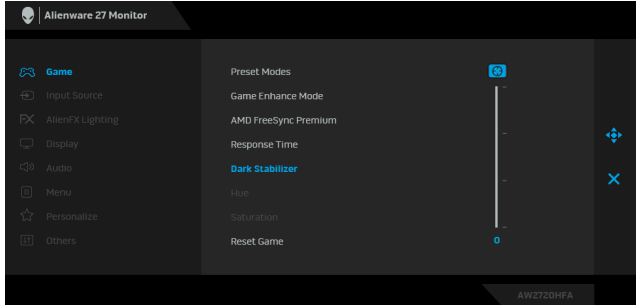 Alienware 27 Monitor
Game
Input Source
AlienFX Lighting
Display
Audio
Menu
Personalize
Others
Preset Modes
Game Enhance Mode
AMD FreeSync Premium
Response Time
Dark Stabilizer
Hue
Saturation
Reset Game
0
AW2720HFA